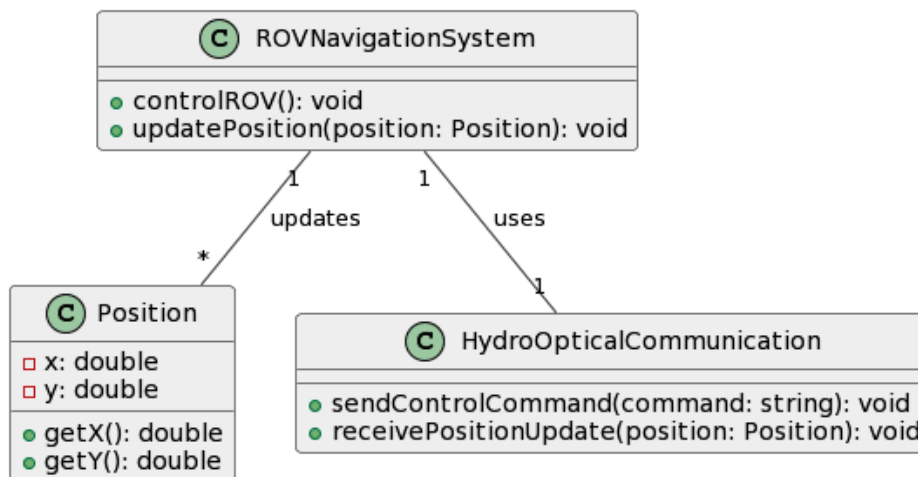 C ROVNavigationSystem
controlROV(): void
updatePosition(position: Position): void
1 1
updates uses
* 1
C Position
x: double
y: double
getX(): double
getY(): double
C HydroOpticalCommunication
sendControlCommand(command: string): void
receivePositionUpdate(position: Position): void